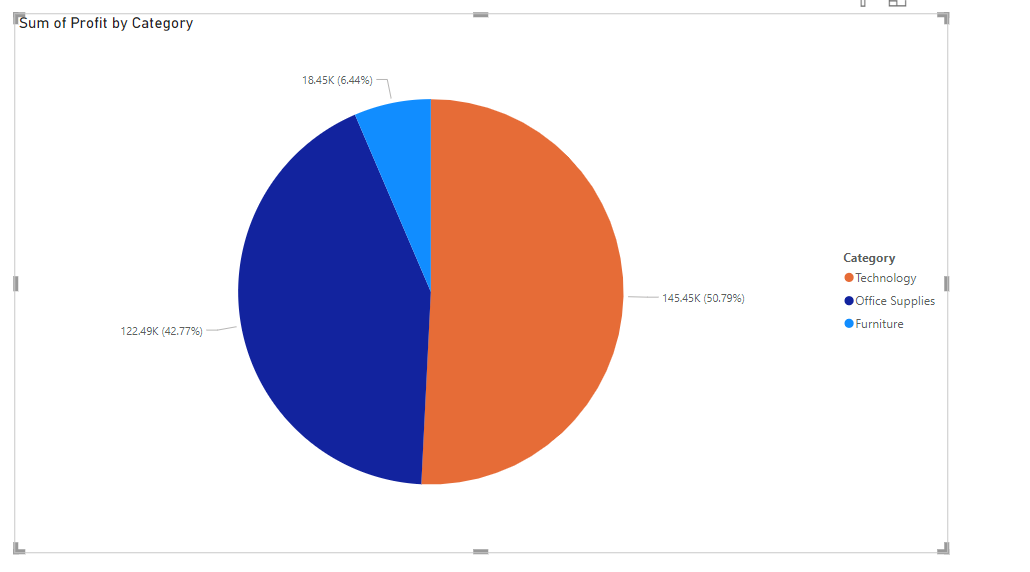 Sum of Profit by Category
18.45K (6.44%)
145.45K (50.79%)
122.49K (42.77%)
Category
Technology
Office Supplies
Furniture